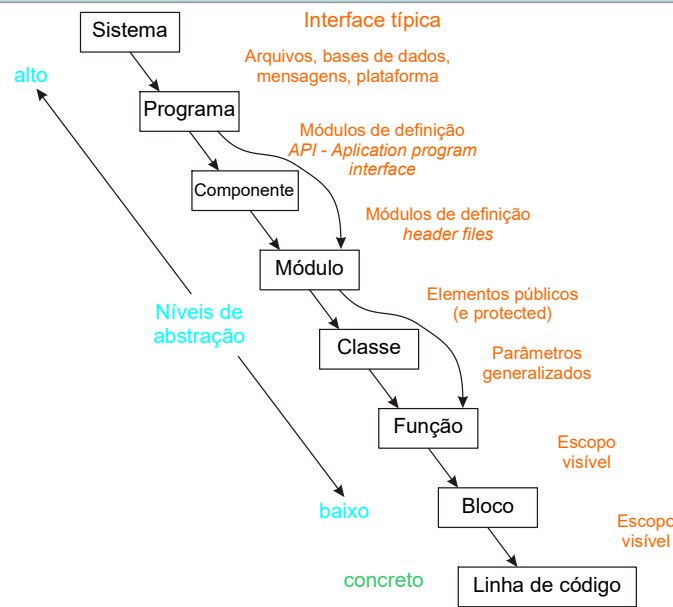 Interface típica
Sistema
Arquivos, bases de dados,
mensagens, plataforma
alto
Programa
Módulos de definição
API - Aplication program
interface
Componente
Módulos de definição
header files
Módulo
Elementos públicos
(e protected)
Níveis de
abstração
Classe
Parâmetros
generalizados
Função
Escopo
visível
baixo
Bloco
Escopo
visível
concreto
Linha de código